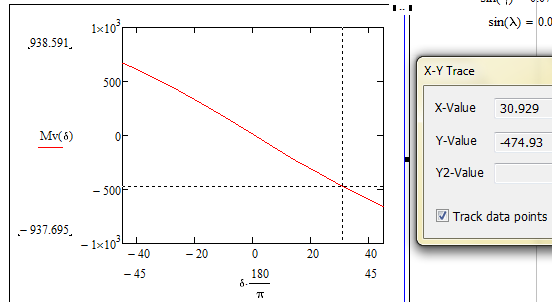 sin(λ) = 0.0
1×10³
938.591
500
Mv(δ)
0
−500
−937.695
−1×10³
−40 −20 0 20 40
−45 45
δ·180/π
X-Y Trace
X-Value 30.929
Y-Value -474.93
Y2-Value
Track data points